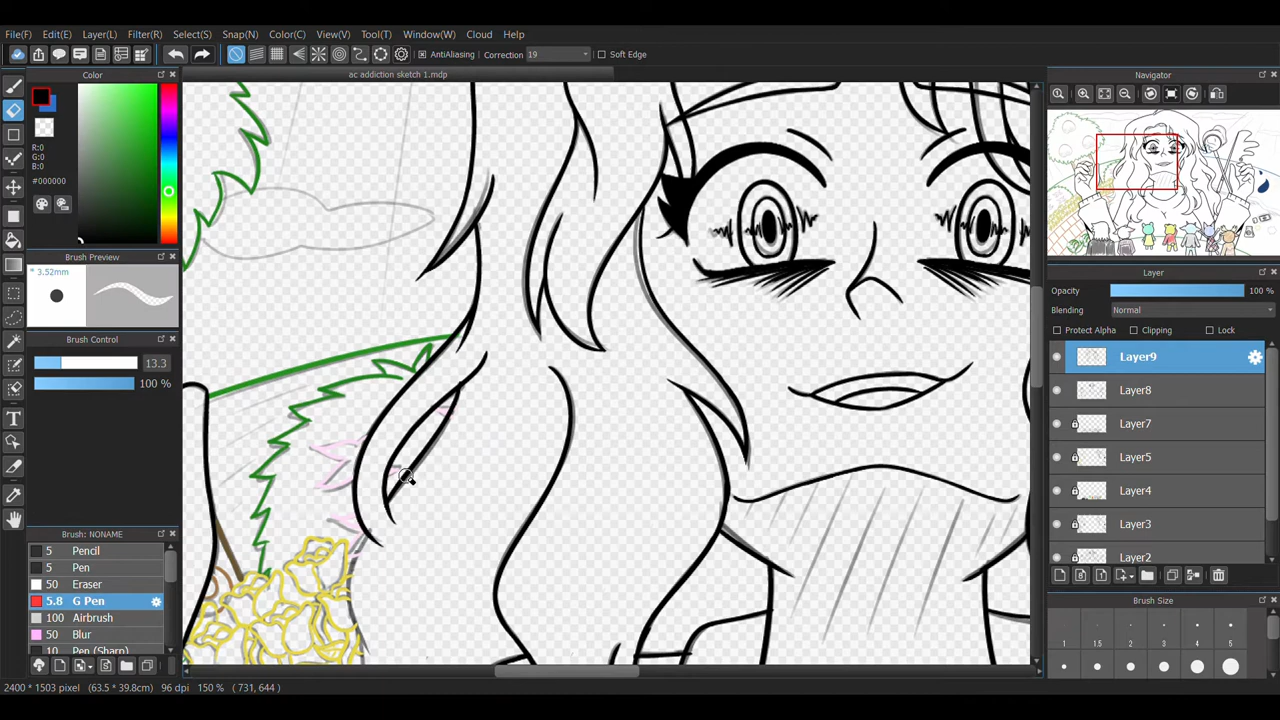 File(F) Edit(E) Layer(L) Filter(R) Select(S) Snap(N) Color(C) View(V) Tool(T) Window(W) Cloud Help
AntiAliasing Correction 19 Soft Edge
Color
ac addiction sketch 1.mdp
Navigator
R:0
G:0
B:0
#000000
Brush Preview
* 3.52mm
Layer
Opacity 100 %
Blending Normal
Protect Alpha Clipping Lock
Brush Control
13.3
100 %
Layer9
Layer8
Layer7
Layer5
Layer4
Layer3
Layer2
Brush: NONAME
5 Pencil
5 Pen
50 Eraser
5.8 G Pen
100 Airbrush
50 Blur
10 Pen (Sharp)
Brush Size
1 1.5 2 3 4 5
2400 * 1503 pixel (63.5 * 39.8cm) 96 dpi 150 % ( 731, 644 )